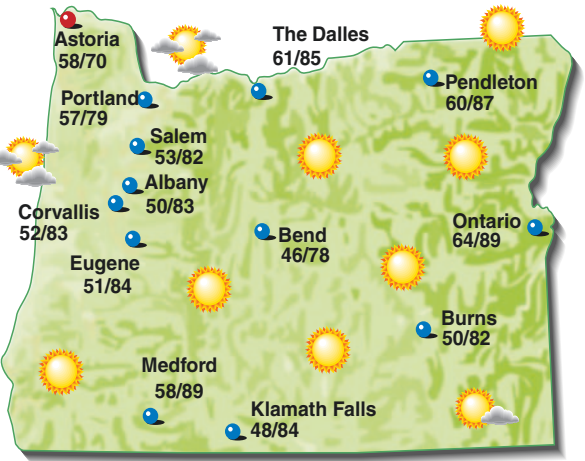 Astoria
58/70
The Dalles
61/85
Pendleton
60/87
Portland
57/79
Salem
53/82
Albany
50/83
Corvallis
52/83
Eugene
51/84
Bend
46/78
Ontario
64/89
Burns
50/82
Medford
58/89
Klamath Falls
48/84